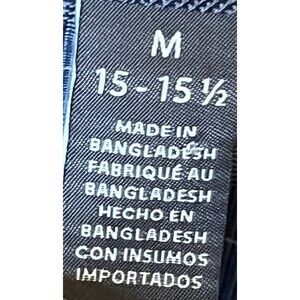 M
15 - 15 ½
MADE IN
BANGLADESH
FABRIQUÉ AU
BANGLADESH
HECHO EN
BANGLADESH
CON INSUMOS
IMPORTADOS